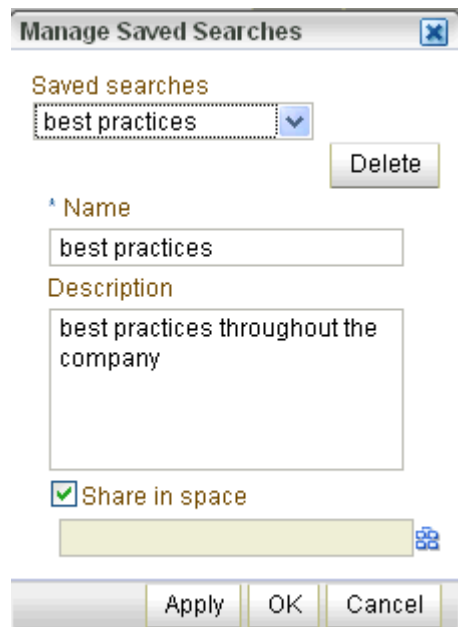 Manage Saved Searches
Saved searches
best practices
Delete
* Name
best practices
Description
best practices throughout the
company
Share in space
Apply OK Cancel